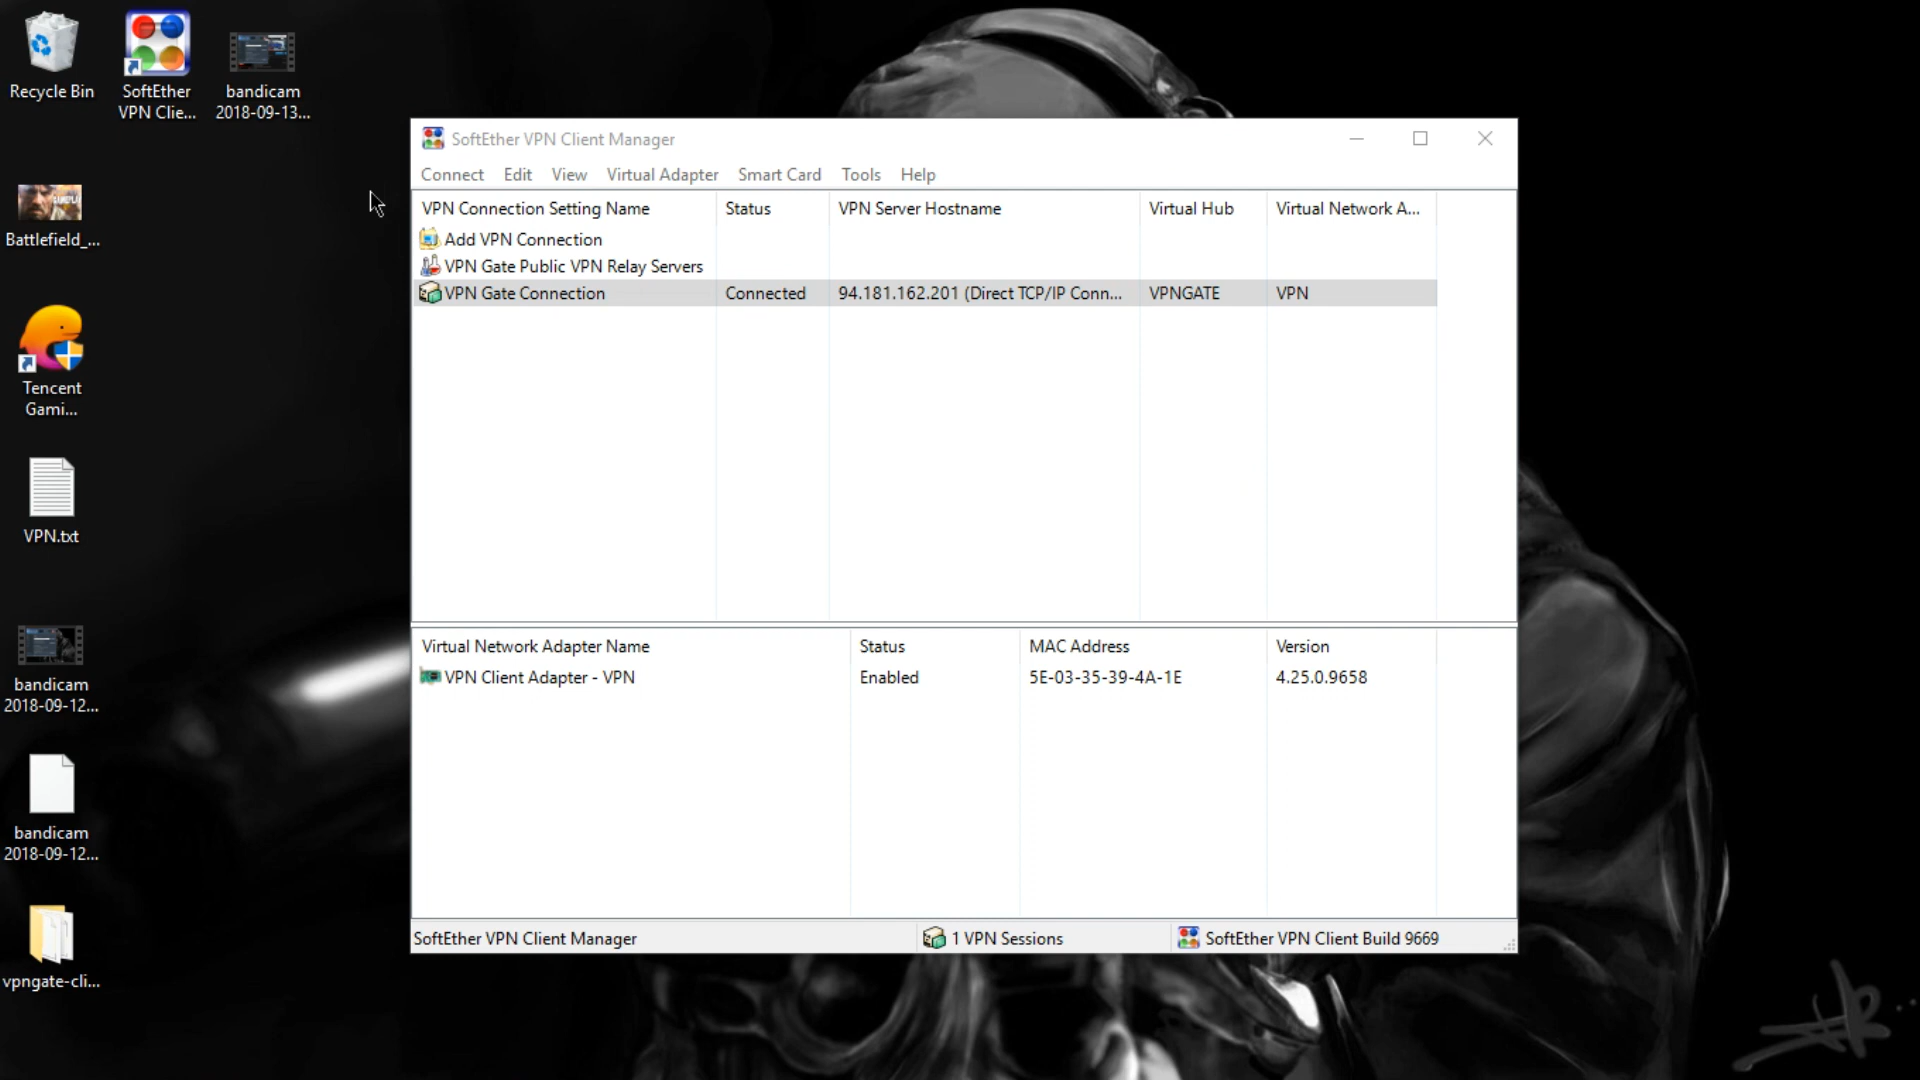 Recycle Bin
SoftEther
VPN Clie...
bandicam
2018-09-13...
Battlefield_...
Tencent
Gami...
VPN.txt
bandicam
2018-09-12...
bandicam
2018-09-12...
vpngate-cli...
SoftEther VPN Client Manager
Connect Edit View Virtual Adapter Smart Card Tools Help
VPN Connection Setting Name Status VPN Server Hostname Virtual Hub Virtual Network A...
Add VPN Connection
VPN Gate Public VPN Relay Servers
VPN Gate Connection Connected 94.181.162.201 (Direct TCP/IP Conn... VPNGATE VPN
Virtual Network Adapter Name Status MAC Address Version
VPN Client Adapter - VPN Enabled 5E-03-35-39-4A-1E 4.25.0.9658
SoftEther VPN Client Manager 1 VPN Sessions SoftEther VPN Client Build 9669